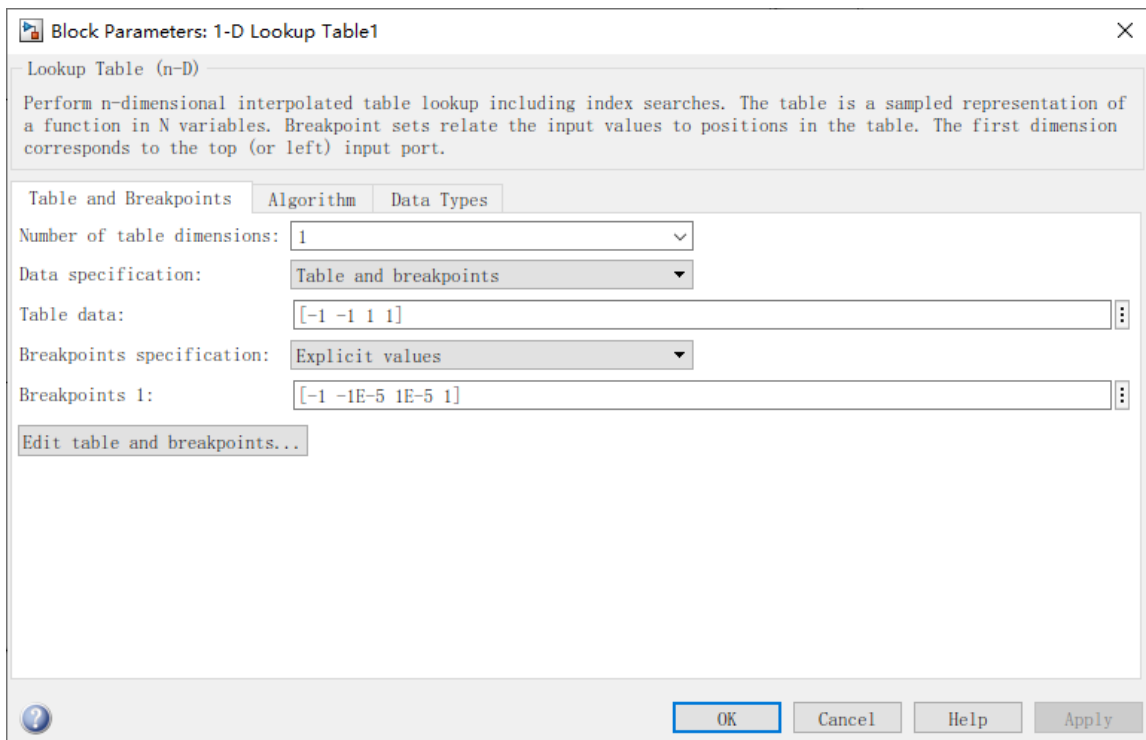 Block Parameters: 1-D Lookup Table1
Lookup Table (n-D)
Perform n-dimensional interpolated table lookup including index searches. The table is a sampled representation of
a function in N variables. Breakpoint sets relate the input values to positions in the table. The first dimension
corresponds to the top (or left) input port.
Table and Breakpoints Algorithm Data Types
Number of table dimensions: 1
Data specification: Table and breakpoints
Table data: [-1 -1 1 1]
Breakpoints specification: Explicit values
Breakpoints 1: [-1 -1E-5 1E-5 1]
Edit table and breakpoints...
OK Cancel Help Apply